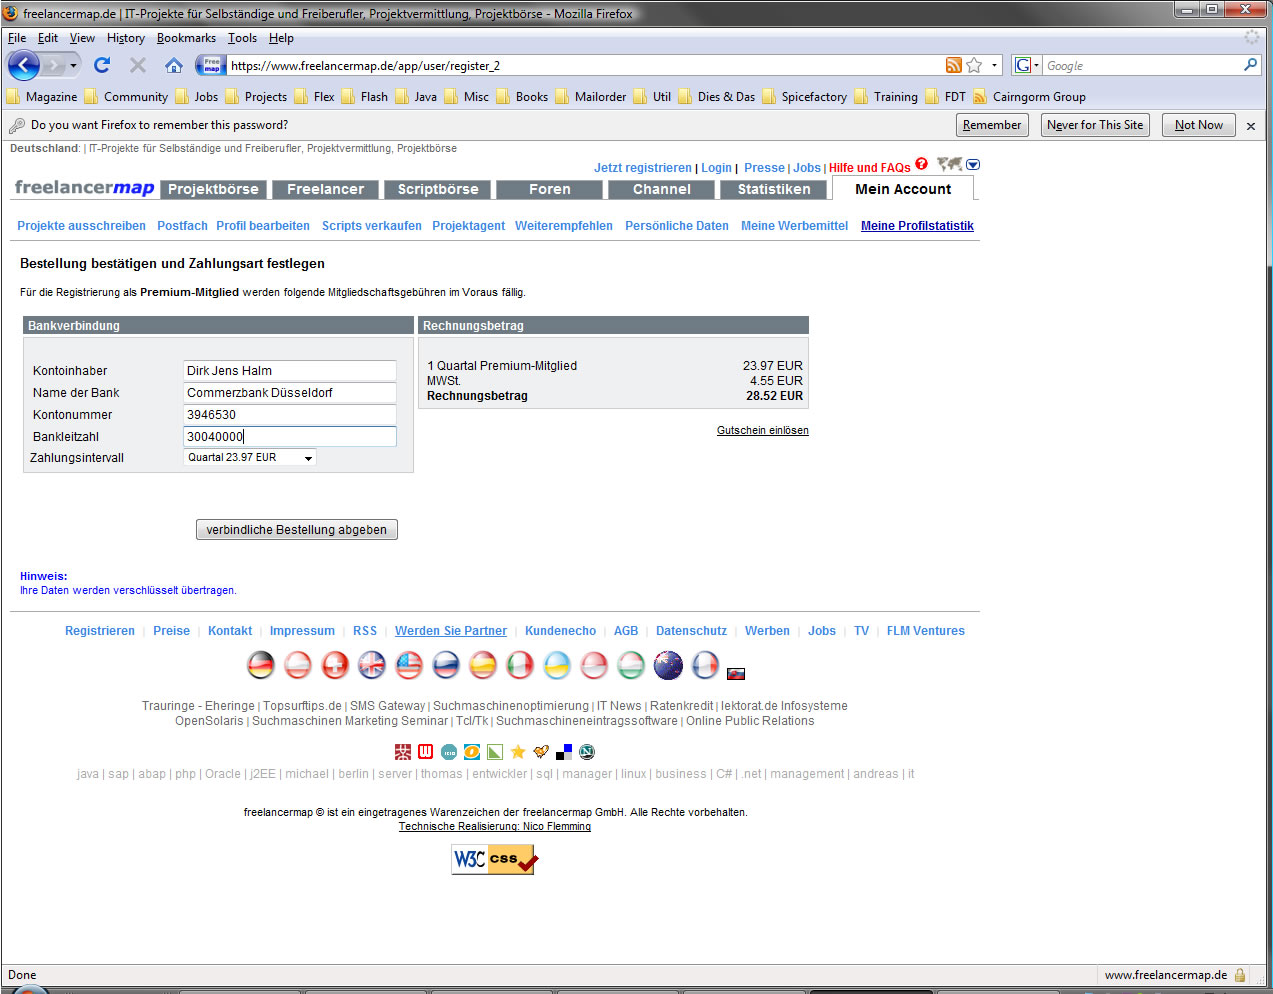 freelancermap.de | IT-Projekte für Selbständige und Freiberufler, Projektvermittlung, Projektbörse - Mozilla Firefox
File Edit View History Bookmarks Tools Help
Free map https://www.freelancermap.de/app/user/register_2 G Google
Magazine Community Jobs Projects Flex Flash Java Misc Books Mailorder Util Dies & Das Spicefactory Training FDT Cairngorm Group
Do you want Firefox to remember this password? Remember Never for This Site Not Now
Deutschland: | IT-Projekte für Selbständige und Freiberufler, Projektvermittlung, Projektbörse
Jetzt registrieren | Login | Presse | Jobs | Hilfe und FAQs ?
freelancermap Projektbörse Freelancer Scriptbörse Foren Channel Statistiken Mein Account
Projekte ausschreiben Postfach Profil bearbeiten Scripts verkaufen Projektagent Weiterempfehlen Persönliche Daten Meine Werbemittel Meine Profilstatistik
Bestellung bestätigen und Zahlungsart festlegen
Für die Registrierung als Premium-Mitglied werden folgende Mitgliedschaftsgebühren im Voraus fällig.
Bankverbindung
Kontoinhaber Dirk Jens Halm
Name der Bank Commerzbank Düsseldorf
Kontonummer 3946530
Bankleitzahl 30040000
Zahlungsintervall Quartal 23.97 EUR
Rechnungsbetrag
1 Quartal Premium-Mitglied 23.97 EUR
MWSt. 4.55 EUR
Rechnungsbetrag 28.52 EUR
Gutschein einlösen
verbindliche Bestellung abgeben
Hinweis:
Ihre Daten werden verschlüsselt übertragen.
Registrieren | Preise | Kontakt | Impressum | RSS | Werden Sie Partner | Kundenecho | AGB | Datenschutz | Werben | Jobs | TV | FLM Ventures
Trauringe - Eheringe | Topsurftips.de | SMS Gateway | Suchmaschinenoptimierung | IT News | Ratenkredit | lektorat.de Infosysteme
OpenSolaris | Suchmaschinen Marketing Seminar | Tcl/Tk | Suchmaschineneintragssoftware | Online Public Relations
java | sap | abap | php | Oracle | j2EE | michael | berlin | server | thomas | entwickler | sql | manager | linux | business | C# | .net | management | andreas | it
freelancermap © ist ein eingetragenes Warenzeichen der freelancermap GmbH. Alle Rechte vorbehalten.
Technische Realisierung: Nico Flemming
W3C css
Done www.freelancermap.de